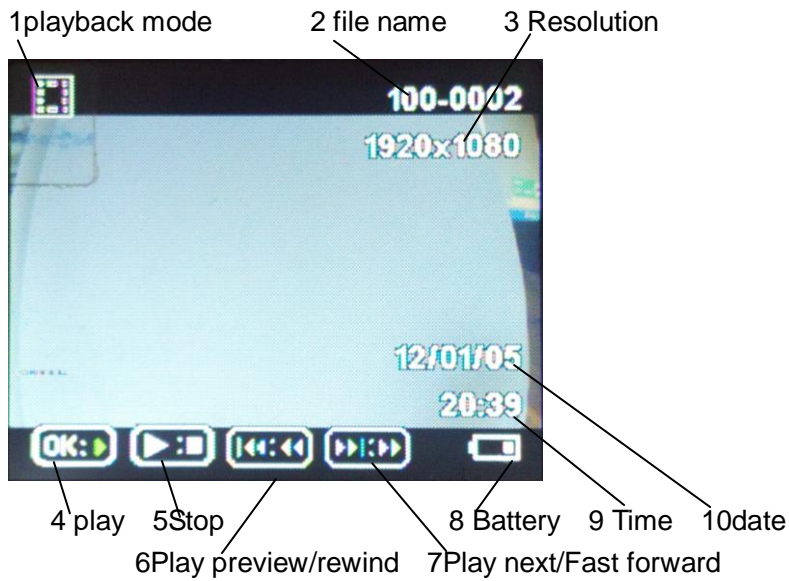 1playback mode 2 file name 3 Resolution
100-0002
1920x1080
12/01/05
20:39
OK:
4 play 5Stop 8 Battery 9 Time 10date
6Play preview/rewind 7Play next/Fast forward